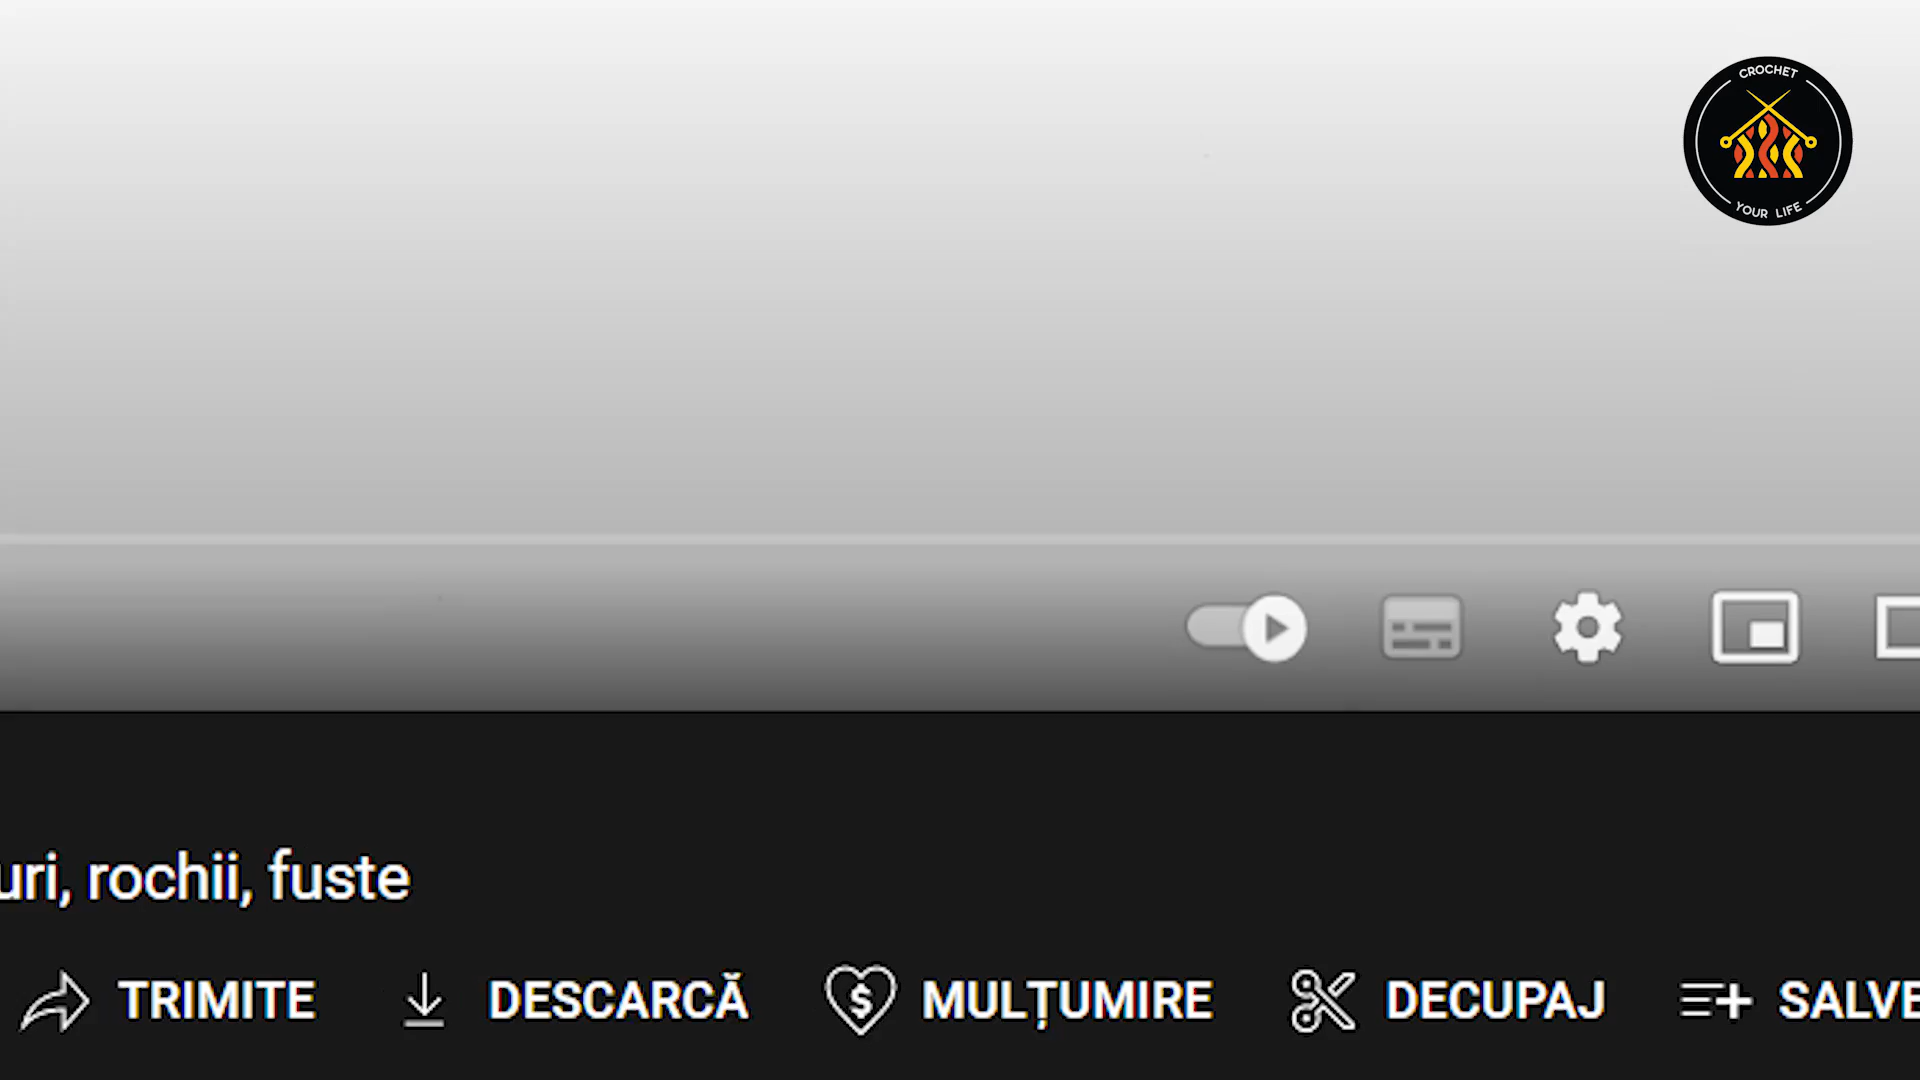 CROCHET
YOUR LIFE
uri, rochii, fuste
TRIMITE
DESCARCĂ
MULȚUMIRE
DECUPAJ
SALVE